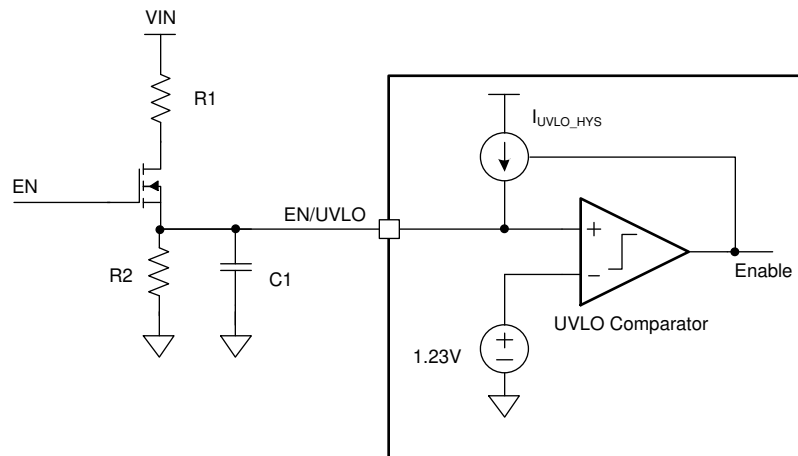 VIN
R1
I_UVLO_HYS
EN
EN/UVLO
R2
C1
+
−
Enable
UVLO Comparator
1.23V
+
−